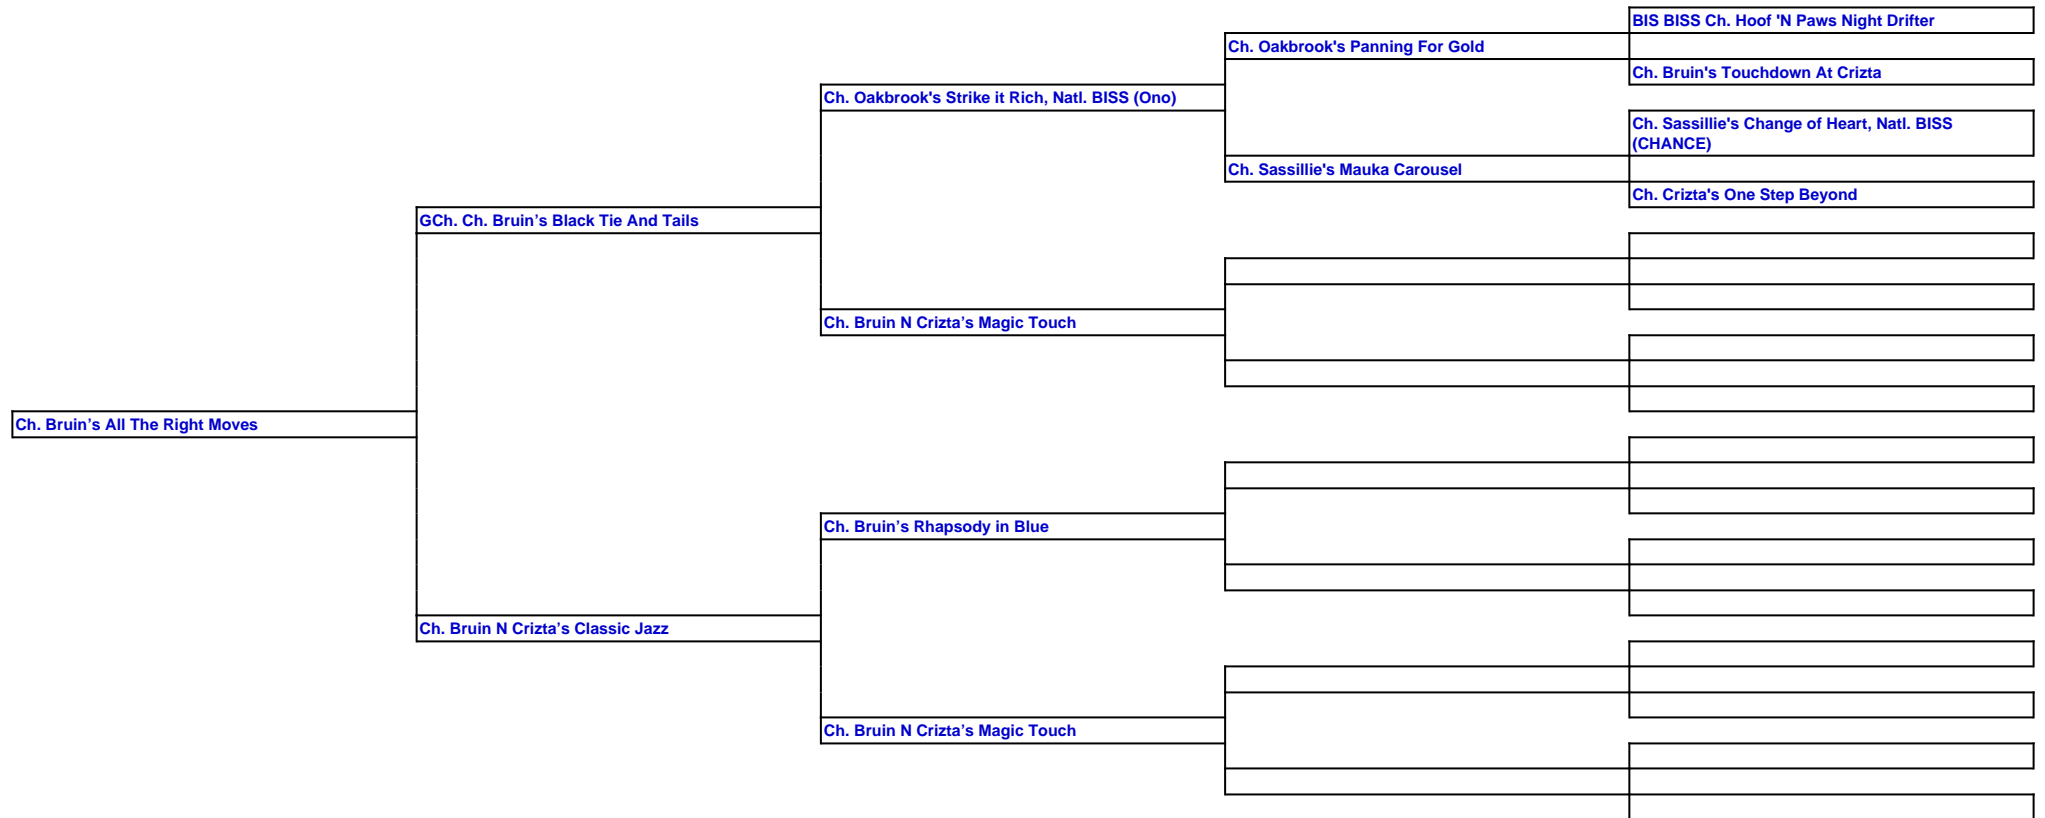 BIS BISS Ch. Hoof 'N Paws Night Drifter
Ch. Oakbrook's Panning For Gold
Ch. Bruin's Touchdown At Crizta
Ch. Oakbrook's Strike it Rich, Natl. BISS (Ono)
Ch. Sassillie's Change of Heart, Natl. BISS
(CHANCE)
Ch. Sassillie's Mauka Carousel
Ch. Crizta's One Step Beyond
GCh. Ch. Bruin’s Black Tie And Tails
Ch. Bruin N Crizta’s Magic Touch
Ch. Bruin’s All The Right Moves
Ch. Bruin’s Rhapsody in Blue
Ch. Bruin N Crizta’s Classic Jazz
Ch. Bruin N Crizta’s Magic Touch